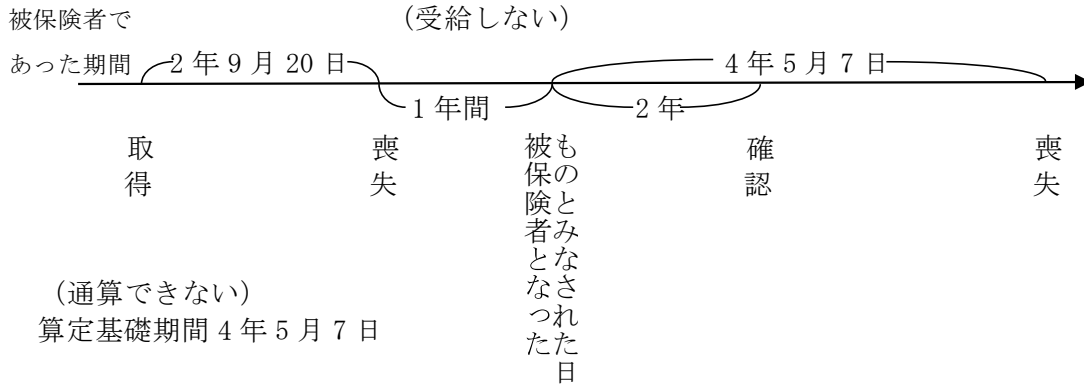 被保険者で
(受給しない)
あった期間
2年9月20日
4年5月7日
1年間
2年
取得
喪失
被保険者となつた
ものとみなされた日
確認
喪失
(通算できない)
算定基礎期間4年5月7日